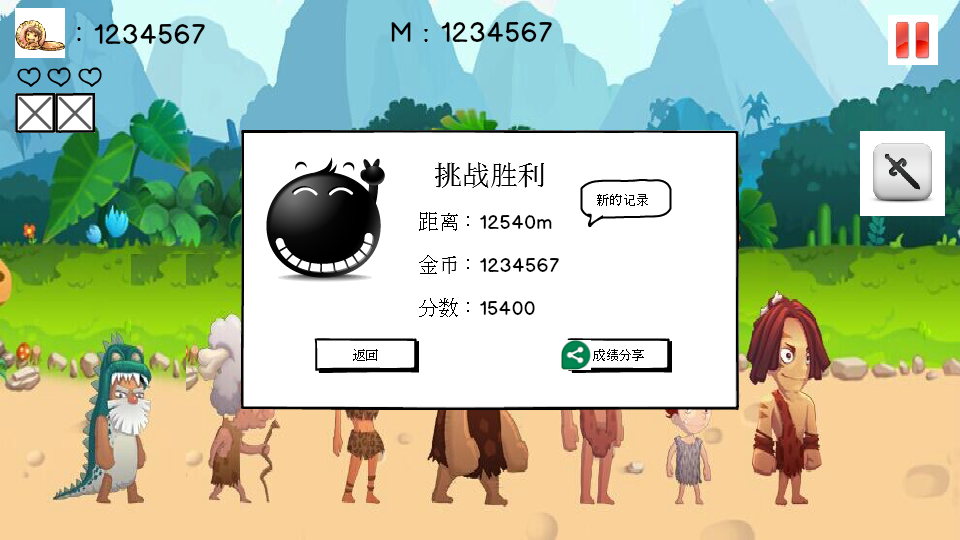 ：1234567
M：1234567
挑战胜利
新的记录
距离：12540m
金币：1234567
分数：15400
返回
成绩分享